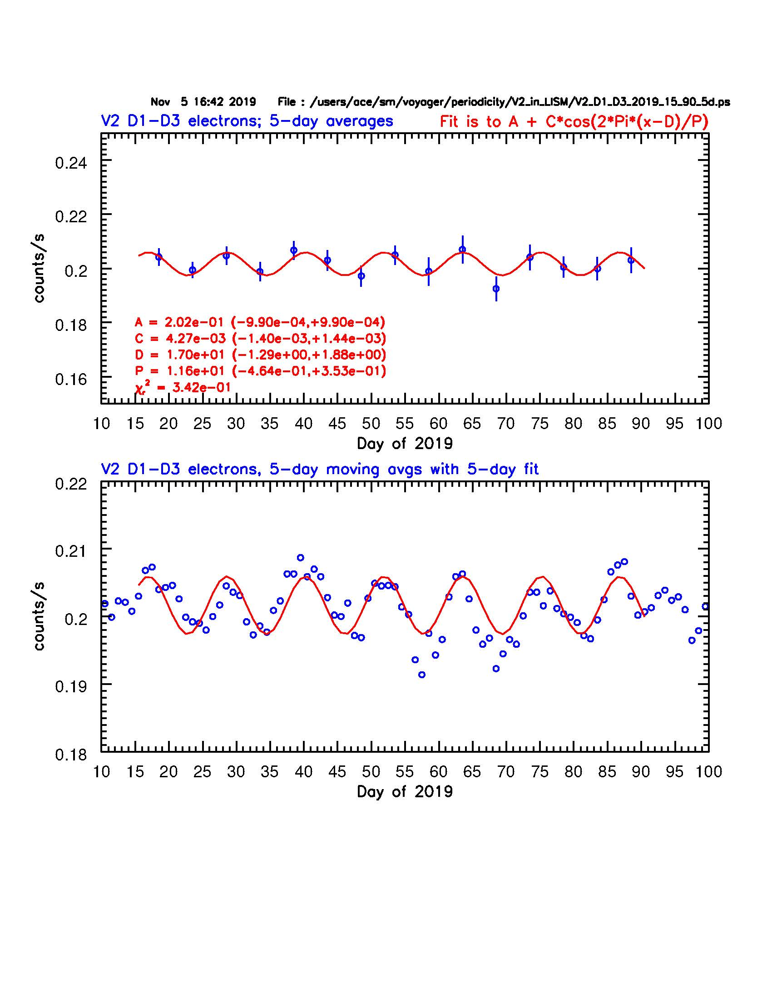 Nov 5 16:42 2019 File : /users/ace/sm/voyager/periodicity/V2_in_LISM/V2_D1_D3_2019_15_90_5d.ps
V2 D1-D3 electrons; 5-day averages Fit is to A + C*cos(2*Pi*(x-D)/P)
0.24
0.22
0.2
0.18
0.16
counts/s
A = 2.02e-01 (-9.90e-04,+9.90e-04)
C = 4.27e-03 (-1.40e-03,+1.44e-03)
D = 1.70e+01 (-1.29e+00,+1.88e+00)
P = 1.16e+01 (-4.64e-01,+3.53e-01)
χr² = 3.42e-01
10 15 20 25 30 35 40 45 50 55 60 65 70 75 80 85 90 95 100
Day of 2019
V2 D1-D3 electrons, 5-day moving avgs with 5-day fit
0.22
0.21
0.2
0.19
0.18
counts/s
10 15 20 25 30 35 40 45 50 55 60 65 70 75 80 85 90 95 100
Day of 2019